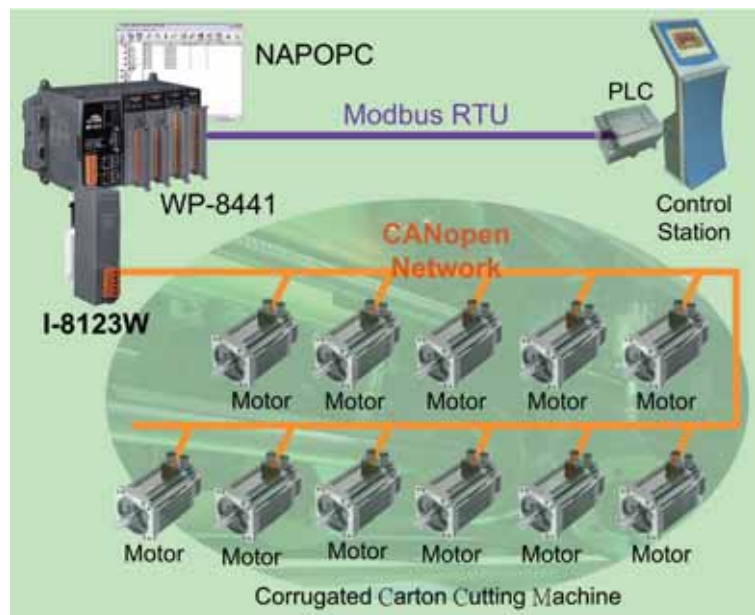 NAPOPC
PLC
Modbus RTU
WP-8441
Control
Station
CANopen
Network
I-8123W
Motor Motor Motor Motor Motor
Motor Motor Motor Motor Motor Motor
Corrugated Carton Cutting Machine